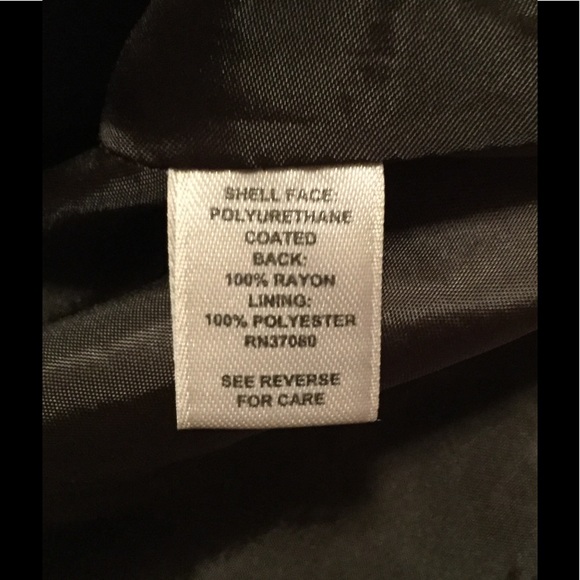 SHELL FACE:
POLYURETHANE
COATED
BACK:
100% RAYON
LINING:
100% POLYESTER
RN37080
SEE REVERSE
FOR CARE